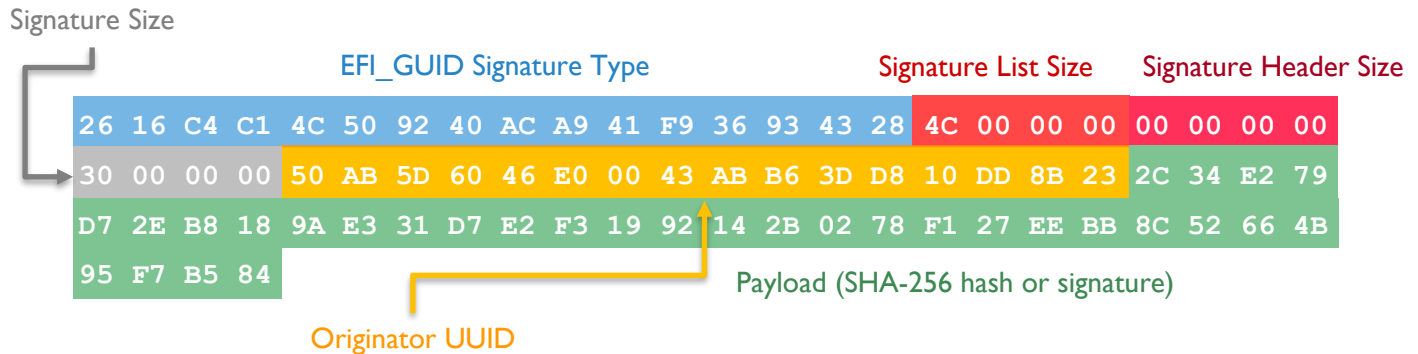 Signature Size
EFI_GUID Signature Type
Signature List Size
Signature Header Size
26 16 C4 C1 4C 50 92 40 AC A9 41 F9 36 93 43 28 4C 00 00 00 00 00 00 00
30 00 00 00 50 AB 5D 60 46 E0 00 43 AB B6 3D D8 10 DD 8B 23 2C 34 E2 79
D7 2E B8 18 9A E3 31 D7 E2 F3 19 92 14 2B 02 78 F1 27 EE BB 8C 52 66 4B
95 F7 B5 84
Payload (SHA-256 hash or signature)
Originator UUID